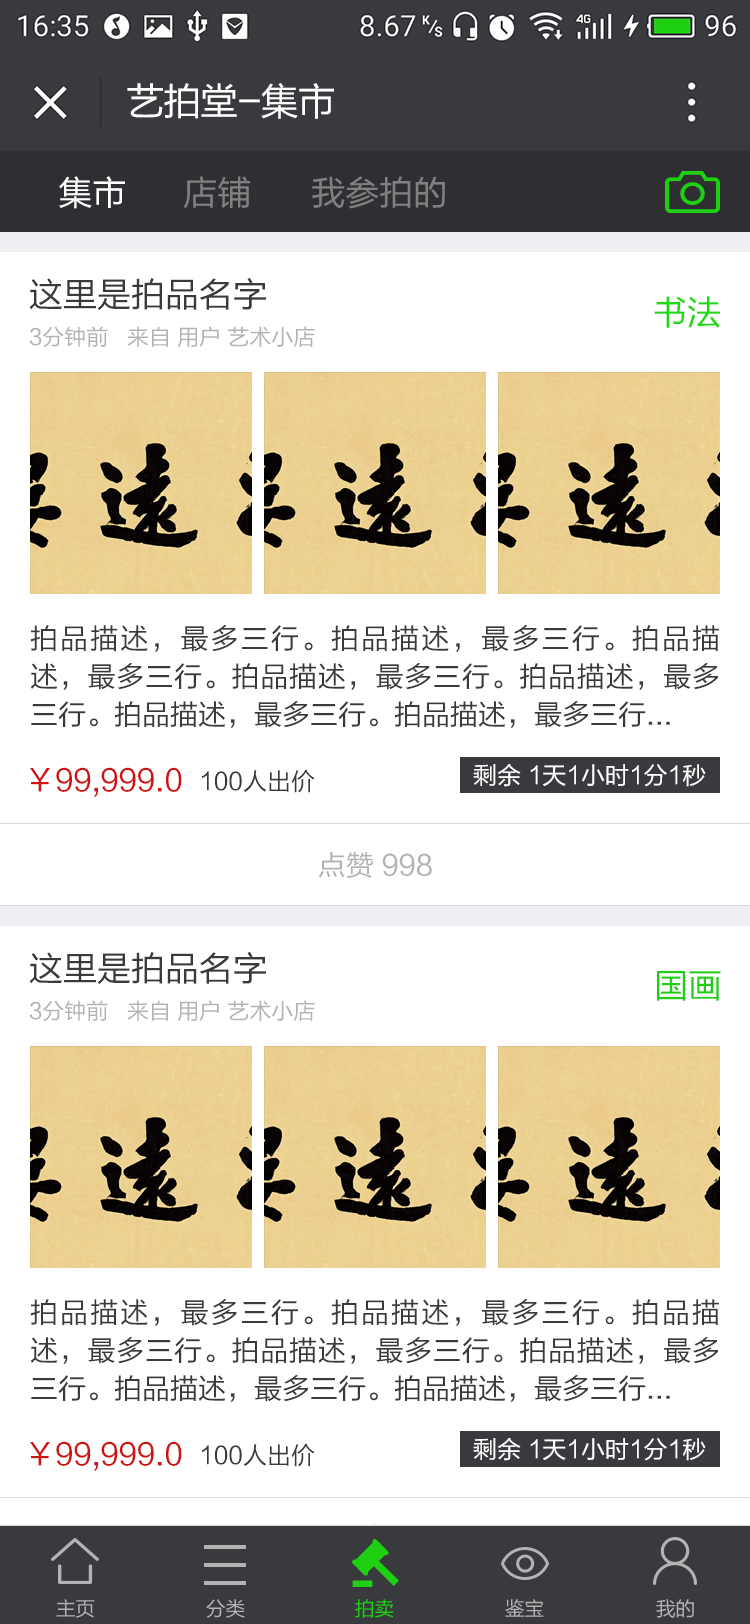 16:35 8.67 K/s 4G 96
艺拍堂-集市
集市 店铺 我参拍的
这里是拍品名字
书法
3分钟前 来自 用户 艺术小店
遠 遠 遠
拍品描述，最多三行。拍品描述，最多三行。拍品描
述，最多三行。拍品描述，最多三行。拍品描述，最多
三行。拍品描述，最多三行。拍品描述，最多三行...
￥99,999.0 100人出价 剩余 1天1小时1分1秒
点赞 998
这里是拍品名字
国画
3分钟前 来自 用户 艺术小店
遠 遠 遠
拍品描述，最多三行。拍品描述，最多三行。拍品描
述，最多三行。拍品描述，最多三行。拍品描述，最多
三行。拍品描述，最多三行。拍品描述，最多三行...
￥99,999.0 100人出价 剩余 1天1小时1分1秒
主页 分类 拍卖 鉴宝 我的